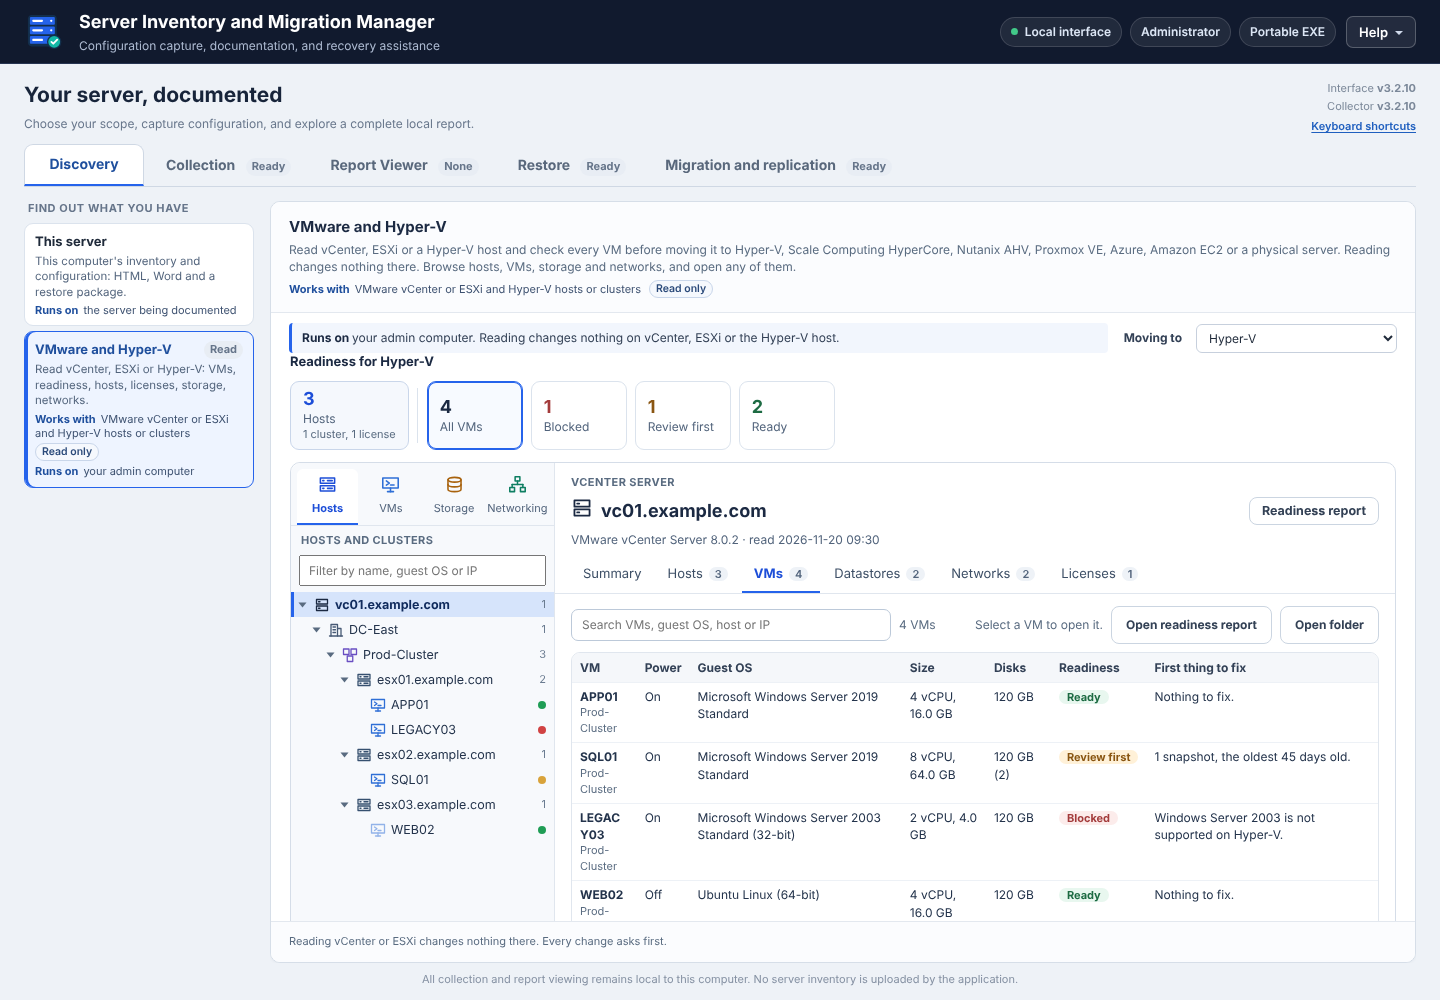 Server Inventory and Migration Manager
Configuration capture, documentation, and recovery assistance
Local interface
Administrator
Portable EXE
Help
Your server, documented
Choose your scope, capture configuration, and explore a complete local report.
Interface v3.2.10
Collector v3.2.10
Keyboard shortcuts
Discovery
Collection Ready
Report Viewer None
Restore Ready
Migration and replication Ready
FIND OUT WHAT YOU HAVE
This server
This computer's inventory and
configuration: HTML, Word and a
restore package.
Runs on the server being documented
VMware and Hyper-V Read
Read vCenter, ESXi or Hyper-V: VMs,
readiness, hosts, licenses, storage,
networks.
Works with VMware vCenter or ESXi
and Hyper-V hosts or clusters
Read only
Runs on your admin computer
VMware and Hyper-V
Read vCenter, ESXi or a Hyper-V host and check every VM before moving it to Hyper-V, Scale Computing HyperCore, Nutanix AHV, Proxmox VE, Azure, Amazon EC2 or a physical server. Reading
changes nothing there. Browse hosts, VMs, storage and networks, and open any of them.
Works with VMware vCenter or ESXi and Hyper-V hosts or clusters Read only
Runs on your admin computer. Reading changes nothing on vCenter, ESXi or the Hyper-V host.
Moving to Hyper-V
Readiness for Hyper-V
3
Hosts
1 cluster, 1 license
4
All VMs
1
Blocked
1
Review first
2
Ready
Hosts
VMs
Storage
Networking
HOSTS AND CLUSTERS
Filter by name, guest OS or IP
vc01.example.com 1
DC-East 1
Prod-Cluster 3
esx01.example.com 2
APP01
LEGACY03
esx02.example.com 1
SQL01
esx03.example.com 1
WEB02
VCENTER SERVER
vc01.example.com
Readiness report
VMware vCenter Server 8.0.2 · read 2026-11-20 09:30
Summary
Hosts 3
VMs 4
Datastores 2
Networks 2
Licenses 1
Search VMs, guest OS, host or IP
4 VMs
Select a VM to open it.
Open readiness report
Open folder
VM Power Guest OS Size Disks Readiness First thing to fix
APP01 On Microsoft Windows Server 2019 4 vCPU, 120 GB Ready Nothing to fix.
Prod- Standard 16.0 GB
Cluster
SQL01 On Microsoft Windows Server 2019 8 vCPU, 120 GB Review first 1 snapshot, the oldest 45 days old.
Prod- Standard 64.0 GB (2)
Cluster
LEGAC On Microsoft Windows Server 2003 2 vCPU, 4.0 120 GB Blocked Windows Server 2003 is not
Y03 Standard (32-bit) GB supported on Hyper-V.
Prod-
Cluster
WEB02 Off Ubuntu Linux (64-bit) 4 vCPU, 120 GB Ready Nothing to fix.
Prod- 16.0 GB
Reading vCenter or ESXi changes nothing there. Every change asks first.
All collection and report viewing remains local to this computer. No server inventory is uploaded by the application.